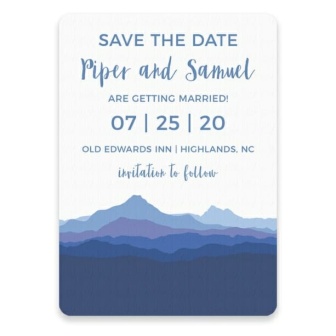 SAVE THE DATE
Piper and Samuel
ARE GETTING MARRIED!
07 | 25 | 20
OLD EDWARDS INN | HIGHLANDS, NC
invitation to follow